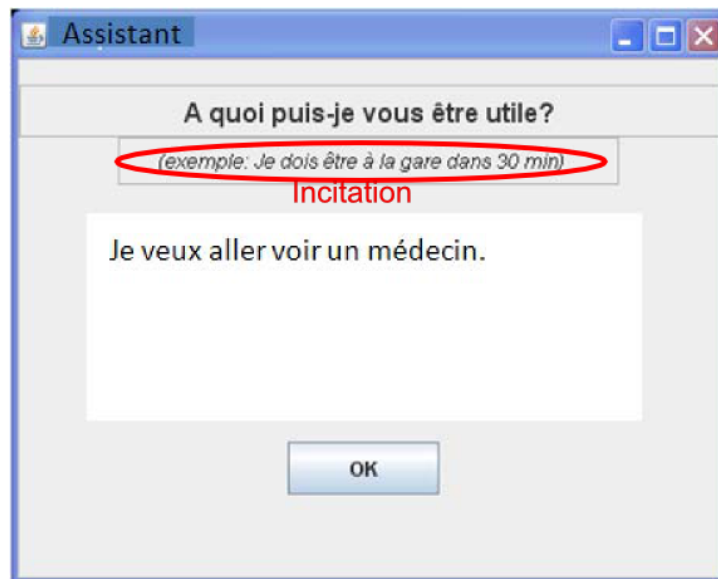 Assistant
A quoi puis-je vous être utile?
(exemple: Je dois être à la gare dans 30 min)
Incitation
Je veux aller voir un médecin.
OK